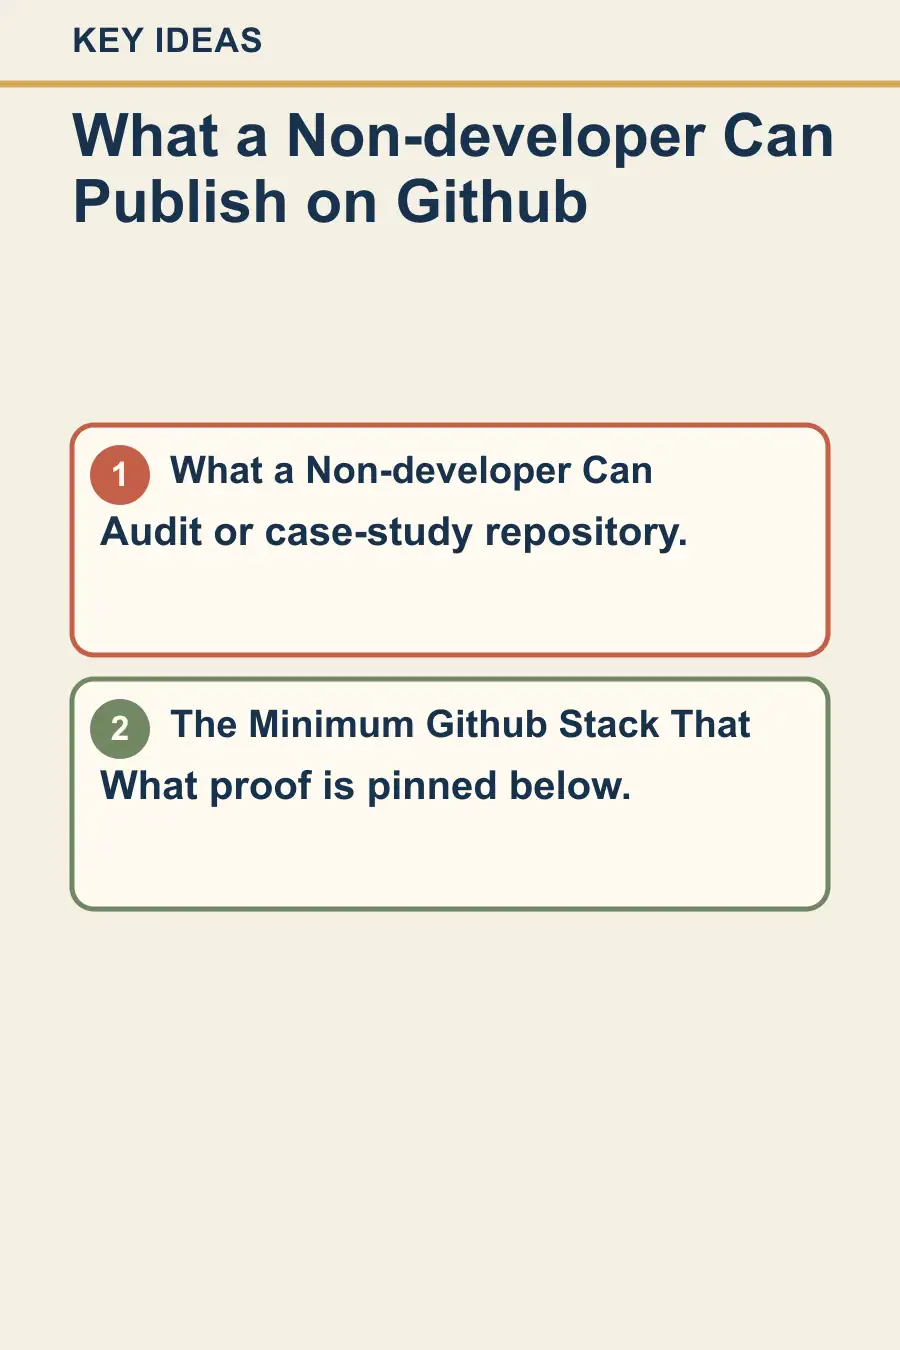 KEY IDEAS
What a Non-developer Can
Publish on Github
1 What a Non-developer Can
Audit or case-study repository.
2 The Minimum Github Stack That
What proof is pinned below.